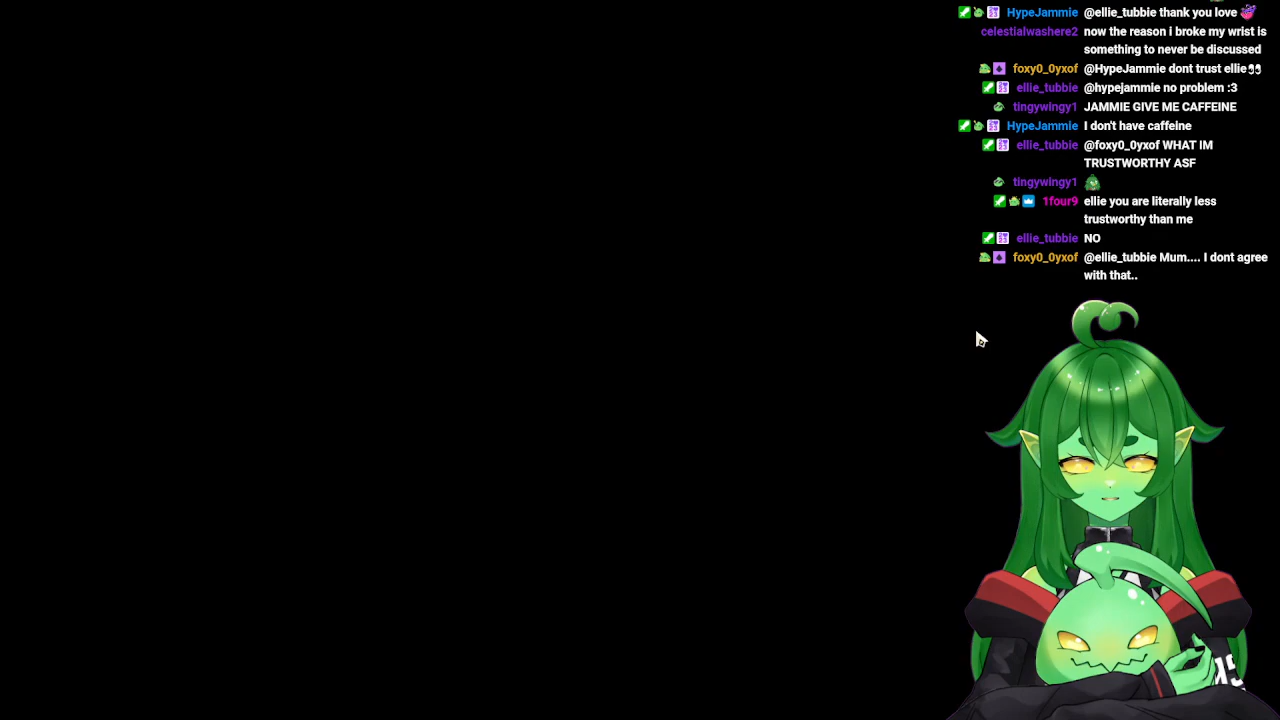 HypeJammie @ellie_tubbie thank you love
celestialwashere2 now the reason i broke my wrist is
something to never be discussed
foxy0_0yxof @HypeJammie dont trust ellie
ellie_tubbie @hypejammie no problem :3
tingywingy1 JAMMIE GIVE ME CAFFEINE
HypeJammie I don't have caffeine
ellie_tubbie @foxy0_0yxof WHAT IM
TRUSTWORTHY ASF
tingywingy1
1four9 ellie you are literally less
trustworthy than me
ellie_tubbie NO
foxy0_0yxof @ellie_tubbie Mum.... I dont agree
with that..